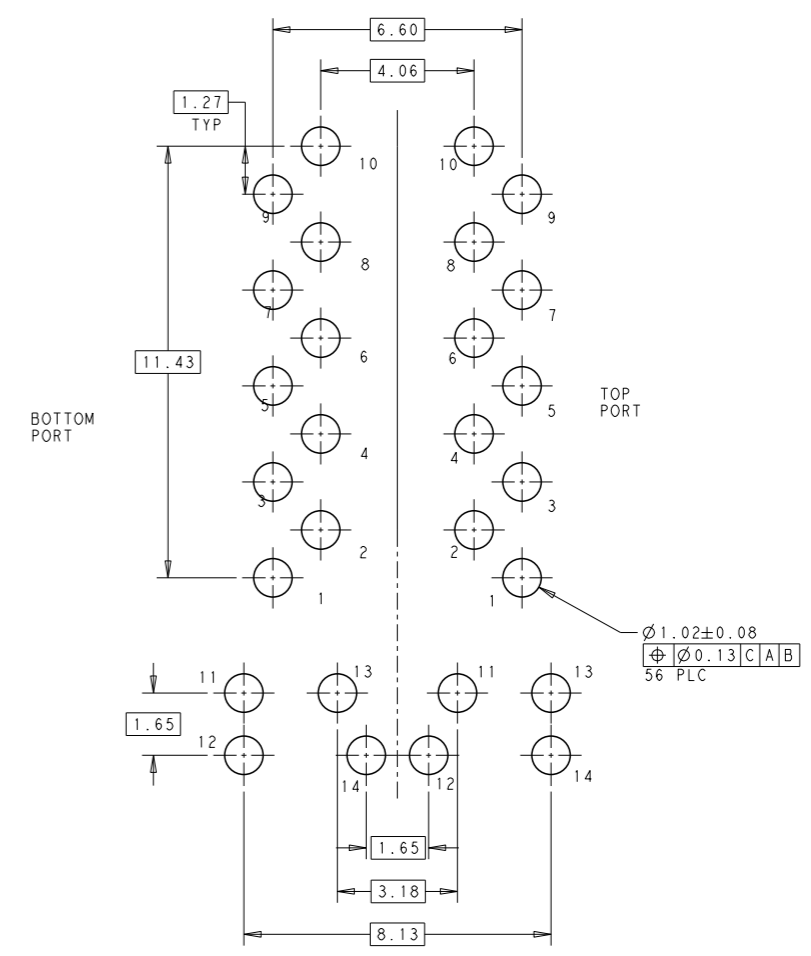 6.60
4.06
1.27
TYP
10 10
9 9
8 8
7 7
11.43
6 6
5 5
TOP
PORT
BOTTOM
PORT
4 4
3 3
2 2
1 1
Ø1.02±0.08
⌖ Ø0.13 C A B
56 PLC
11 13 11 13
1.65
12 14 12 14
1.65
3.18
8.13